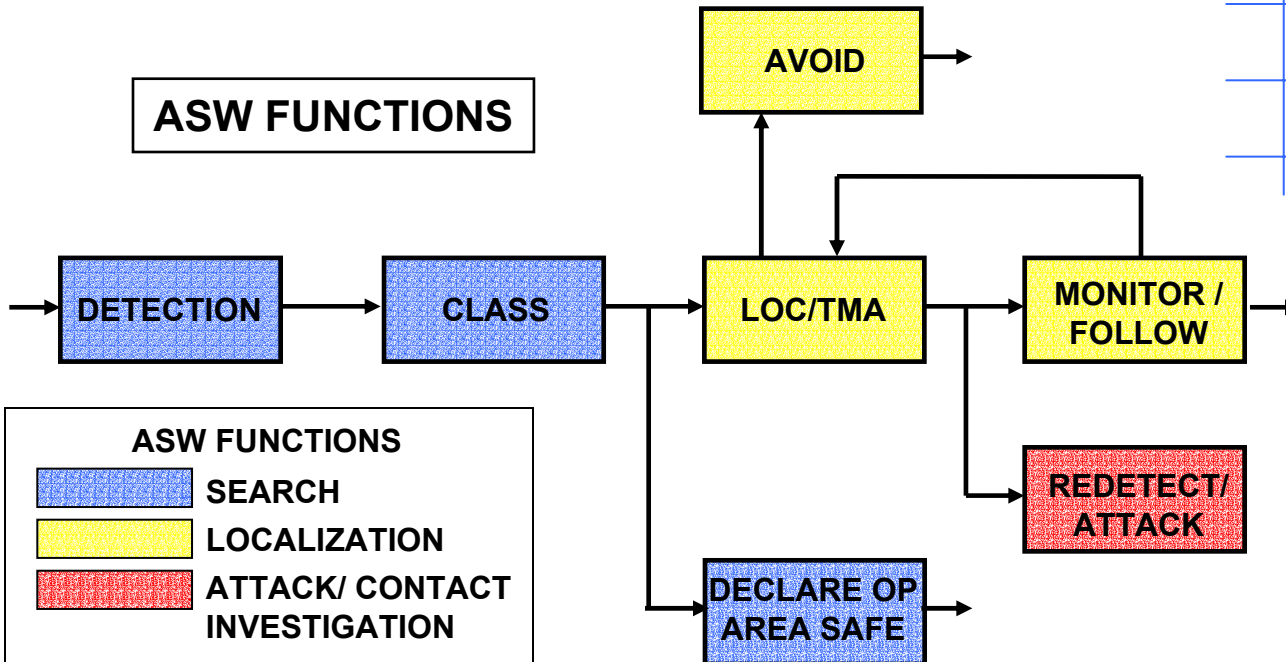 AVOID
ASW FUNCTIONS
DETECTION
CLASS
LOC/TMA
MONITOR /
FOLLOW
ASW FUNCTIONS
SEARCH
LOCALIZATION
ATTACK/ CONTACT
INVESTIGATION
REDETECT/
ATTACK
DECLARE OP
AREA SAFE